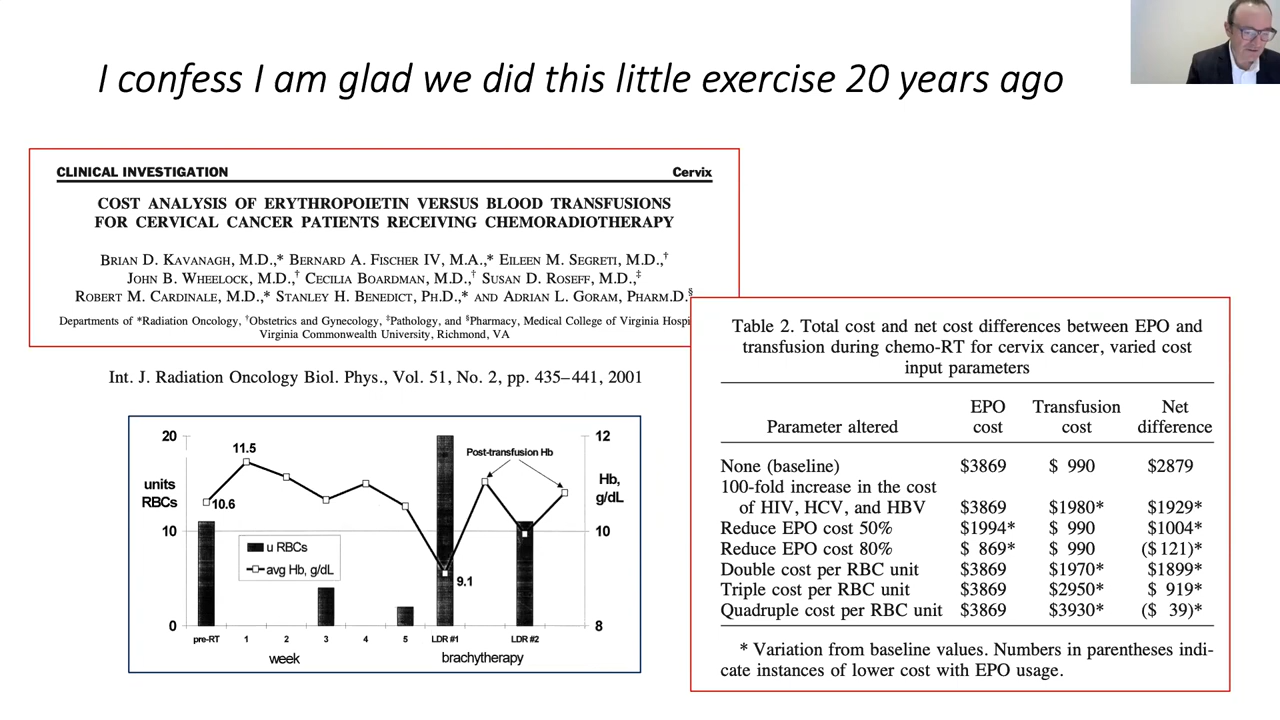 I confess I am glad we did this little exercise 20 years ago
CLINICAL INVESTIGATION
Cervix
COST ANALYSIS OF ERYTHROPOIETIN VERSUS BLOOD TRANSFUSIONS
FOR CERVICAL CANCER PATIENTS RECEIVING CHEMORADIOTHERAPY
BRIAN D. KAVANAGH, M.D.,* BERNARD A. FISCHER IV, M.A.,* EILEEN M. SEGRETI, M.D.,†
JOHN B. WHEELOCK, M.D.,† CECILIA BOARDMAN, M.D.,† SUSAN D. ROSEFF, M.D.,‡
ROBERT M. CARDINALE, M.D.,* STANLEY H. BENEDICT, PH.D.,* AND ADRIAN L. GORAM, PHARM.D.§
Departments of *Radiation Oncology, †Obstetrics and Gynecology, ‡Pathology, and §Pharmacy, Medical College of Virginia Hospi
Virginia Commonwealth University, Richmond, VA
Int. J. Radiation Oncology Biol. Phys., Vol. 51, No. 2, pp. 435–441, 2001
20
units
RBCs
10
0
11.5
10.6
9.1
Post-transfusion Hb
u RBCs
avg Hb, g/dL
12
Hb,
g/dL
10
8
pre-RT 1 2 3 4 5 LDR #1 LDR #2
week brachytherapy
Table 2. Total cost and net cost differences between EPO and
transfusion during chemo-RT for cervix cancer, varied cost
input parameters
EPO Transfusion Net
Parameter altered cost cost difference
None (baseline) $3869 $ 990 $2879
100-fold increase in the cost
of HIV, HCV, and HBV $3869 $1980* $1929*
Reduce EPO cost 50% $1994* $ 990 $1004*
Reduce EPO cost 80% $ 869* $ 990 ($ 121)*
Double cost per RBC unit $3869 $1970* $1899*
Triple cost per RBC unit $3869 $2950* $ 919*
Quadruple cost per RBC unit $3869 $3930* ($ 39)*
* Variation from baseline values. Numbers in parentheses indi-
cate instances of lower cost with EPO usage.